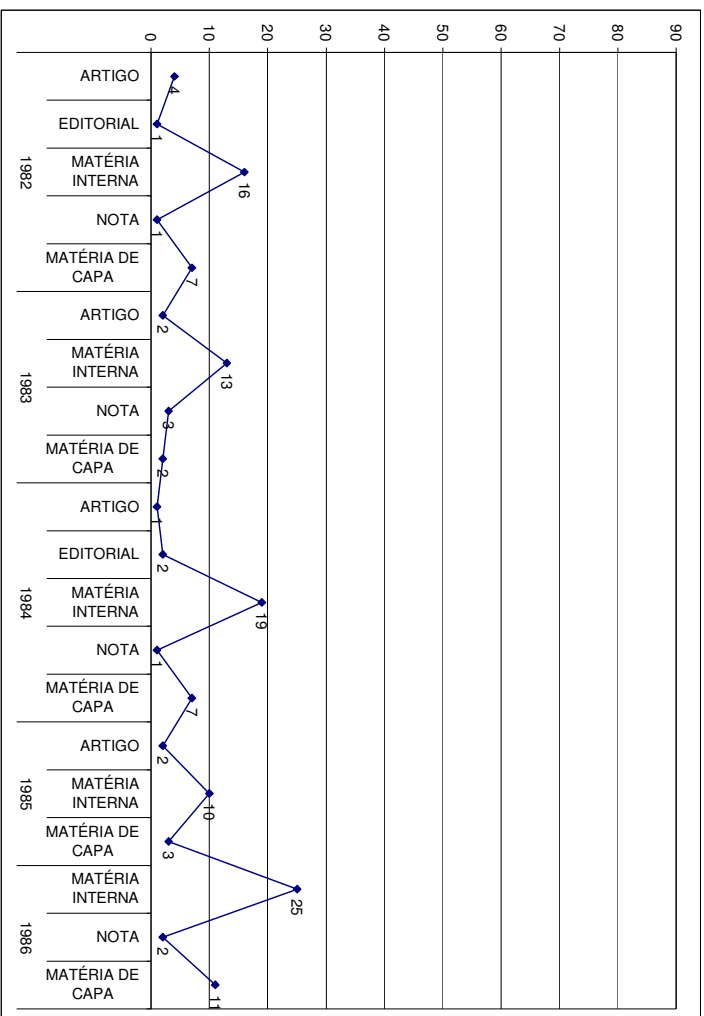 0
10
20
30
40
50
60
70
80
90
ARTIGO
4
EDITORIAL
1
MATÉRIA
INTERNA
16
NOTA
1
MATÉRIA DE
CAPA
7
1982
ARTIGO
2
MATÉRIA
INTERNA
13
NOTA
3
MATÉRIA DE
CAPA
2
1983
ARTIGO
1
EDITORIAL
2
MATÉRIA
INTERNA
19
NOTA
1
MATÉRIA DE
CAPA
7
1984
ARTIGO
2
MATÉRIA
INTERNA
10
MATÉRIA DE
CAPA
3
1985
MATÉRIA
INTERNA
25
NOTA
2
MATÉRIA DE
CAPA
11
1986